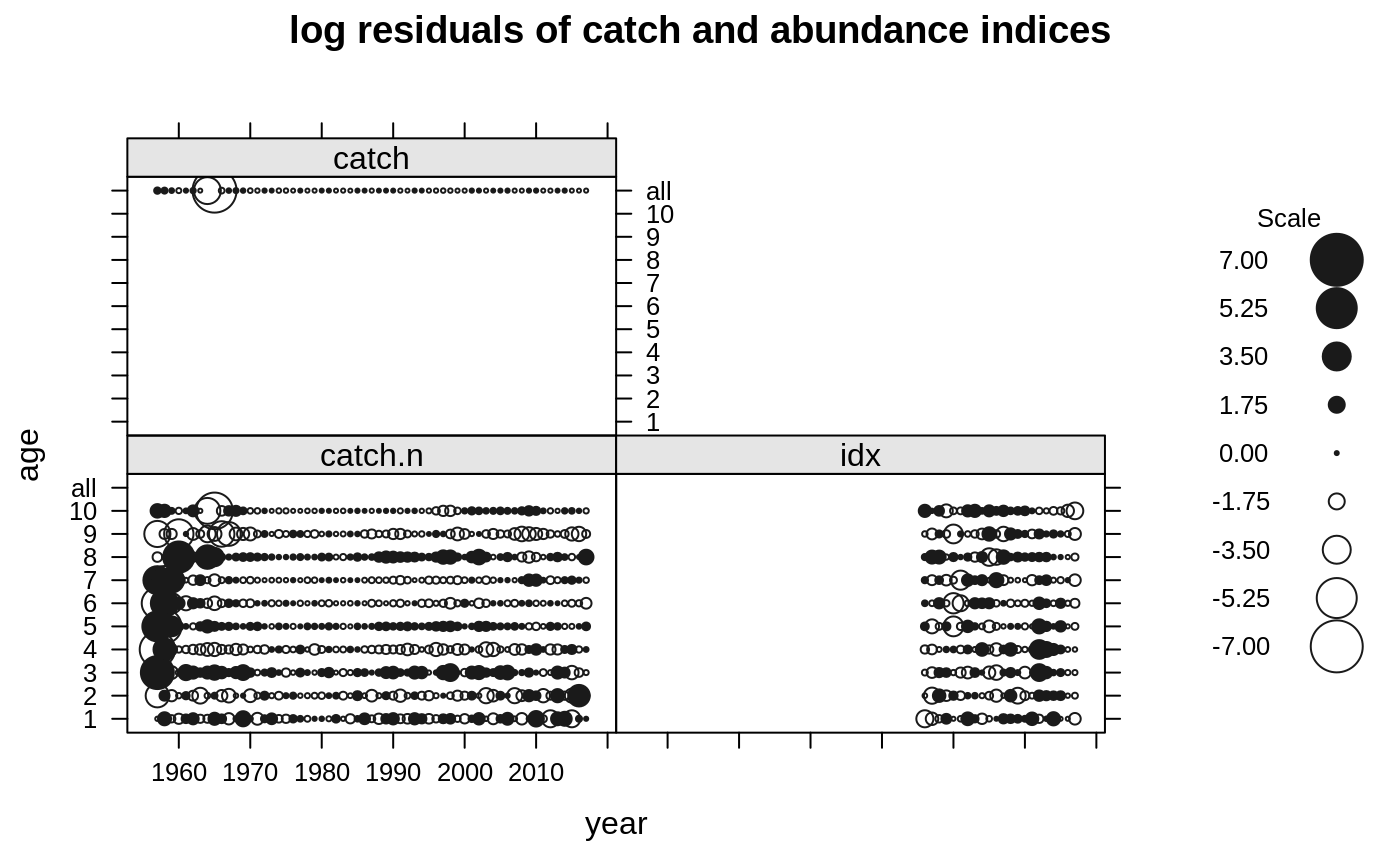 log residuals of catch and abundance indices
catch
all
10
9
8
7
6
5
4
3
2
1
catch.n
idx
all
10
9
8
7
6
5
4
3
2
1
1960 1970 1980 1990 2000 2010
age
year
Scale
7.00
5.25
3.50
1.75
0.00
-1.75
-3.50
-5.25
-7.00